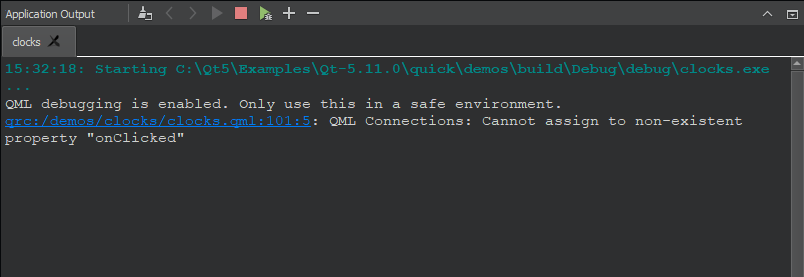 Application Output
clocks
15:32:18: Starting C:\Qt5\Examples\Qt-5.11.0\quick\demos\build\Debug\debug\clocks.exe
...
QML debugging is enabled. Only use this in a safe environment.
qrc:/demos/clocks/clocks.qml:101:5: QML Connections: Cannot assign to non-existent
property "onClicked"